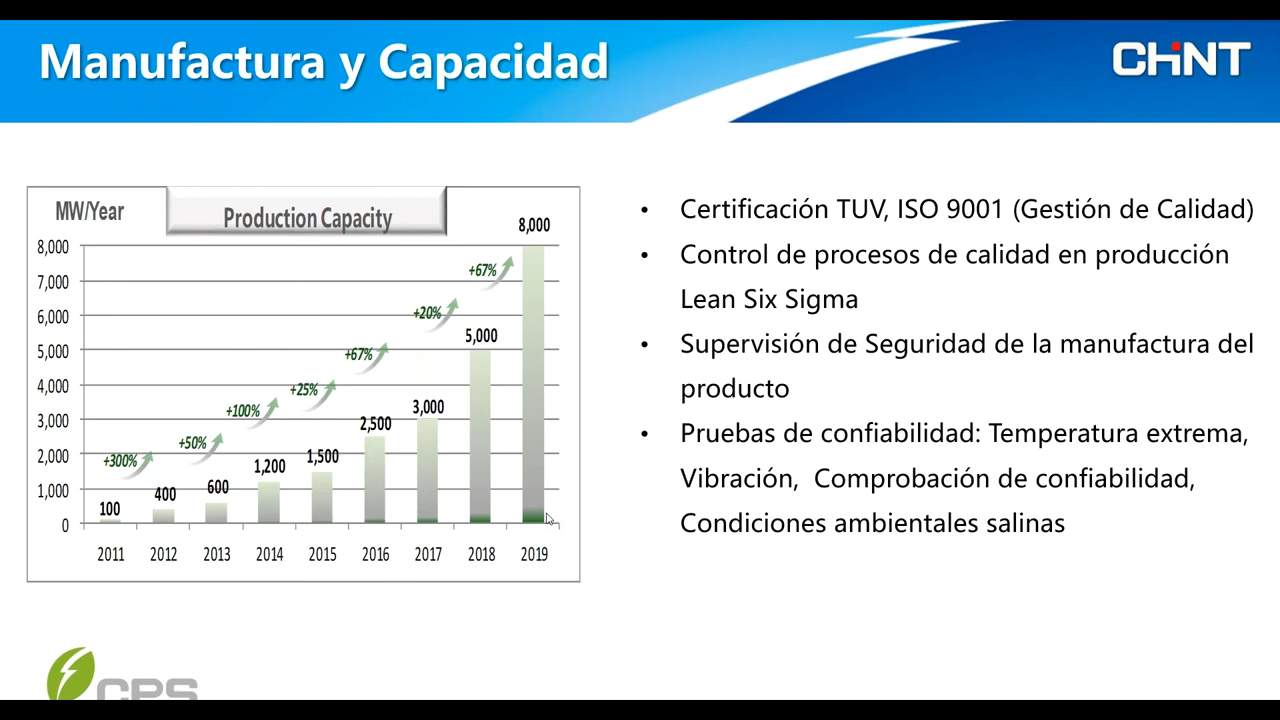 Manufactura y Capacidad
CHINT
MW/Year
Production Capacity
8,000
7,000
6,000
5,000
4,000
3,000
2,000
1,000
0
100
400
600
1,200
1,500
2,500
3,000
5,000
8,000
+300%
+50%
+100%
+25%
+67%
+20%
+67%
2011 2012 2013 2014 2015 2016 2017 2018 2019
• Certificación TUV, ISO 9001 (Gestión de Calidad)
• Control de procesos de calidad en producción
Lean Six Sigma
• Supervisión de Seguridad de la manufactura del
producto
• Pruebas de confiabilidad: Temperatura extrema,
Vibración, Comprobación de confiabilidad,
Condiciones ambientales salinas
CPS